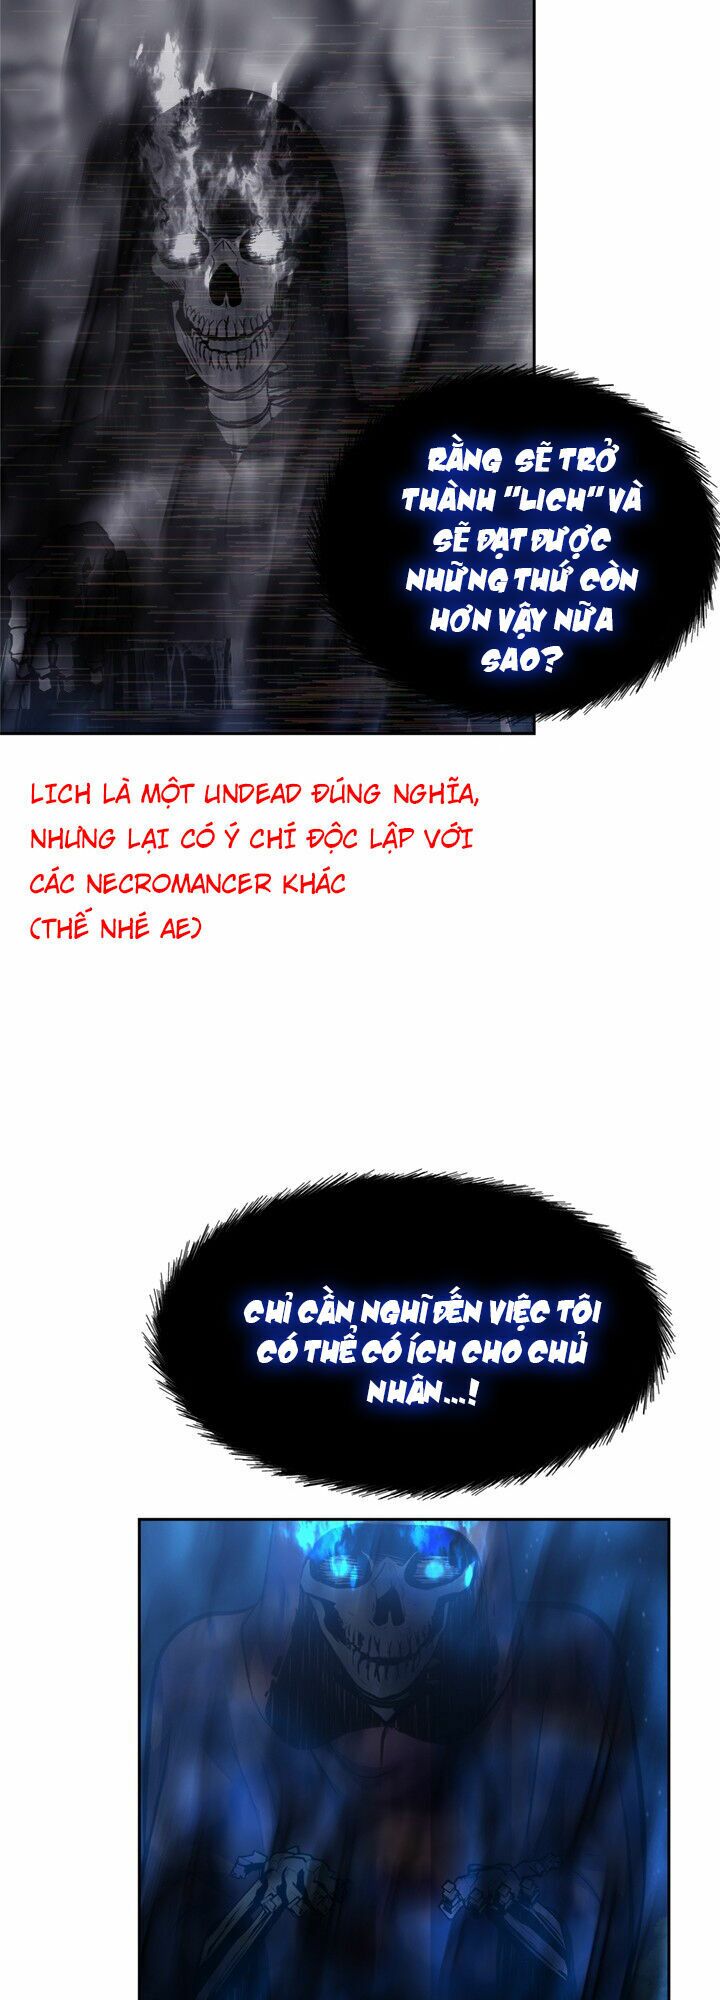 RẰNG SẼ TRỞ
THÀNH "LICH" VÀ
SẼ ĐẠT ĐƯỢC
NHỮNG THỨ CÒN
HƠN VẬY NỮA
SAO?
LICH LÀ MỘT UNDEAD ĐÚNG NGHĨA,
NHƯNG LẠI CÓ Ý CHÍ ĐỘC LẬP VỚI
CÁC NECROMANCER KHÁC
(THẾ NHÉ AE)
CHỈ CẦN NGHĨ ĐẾN VIỆC TÔI
CÓ THỂ CÓ ÍCH CHO CHỦ
NHÂN...!